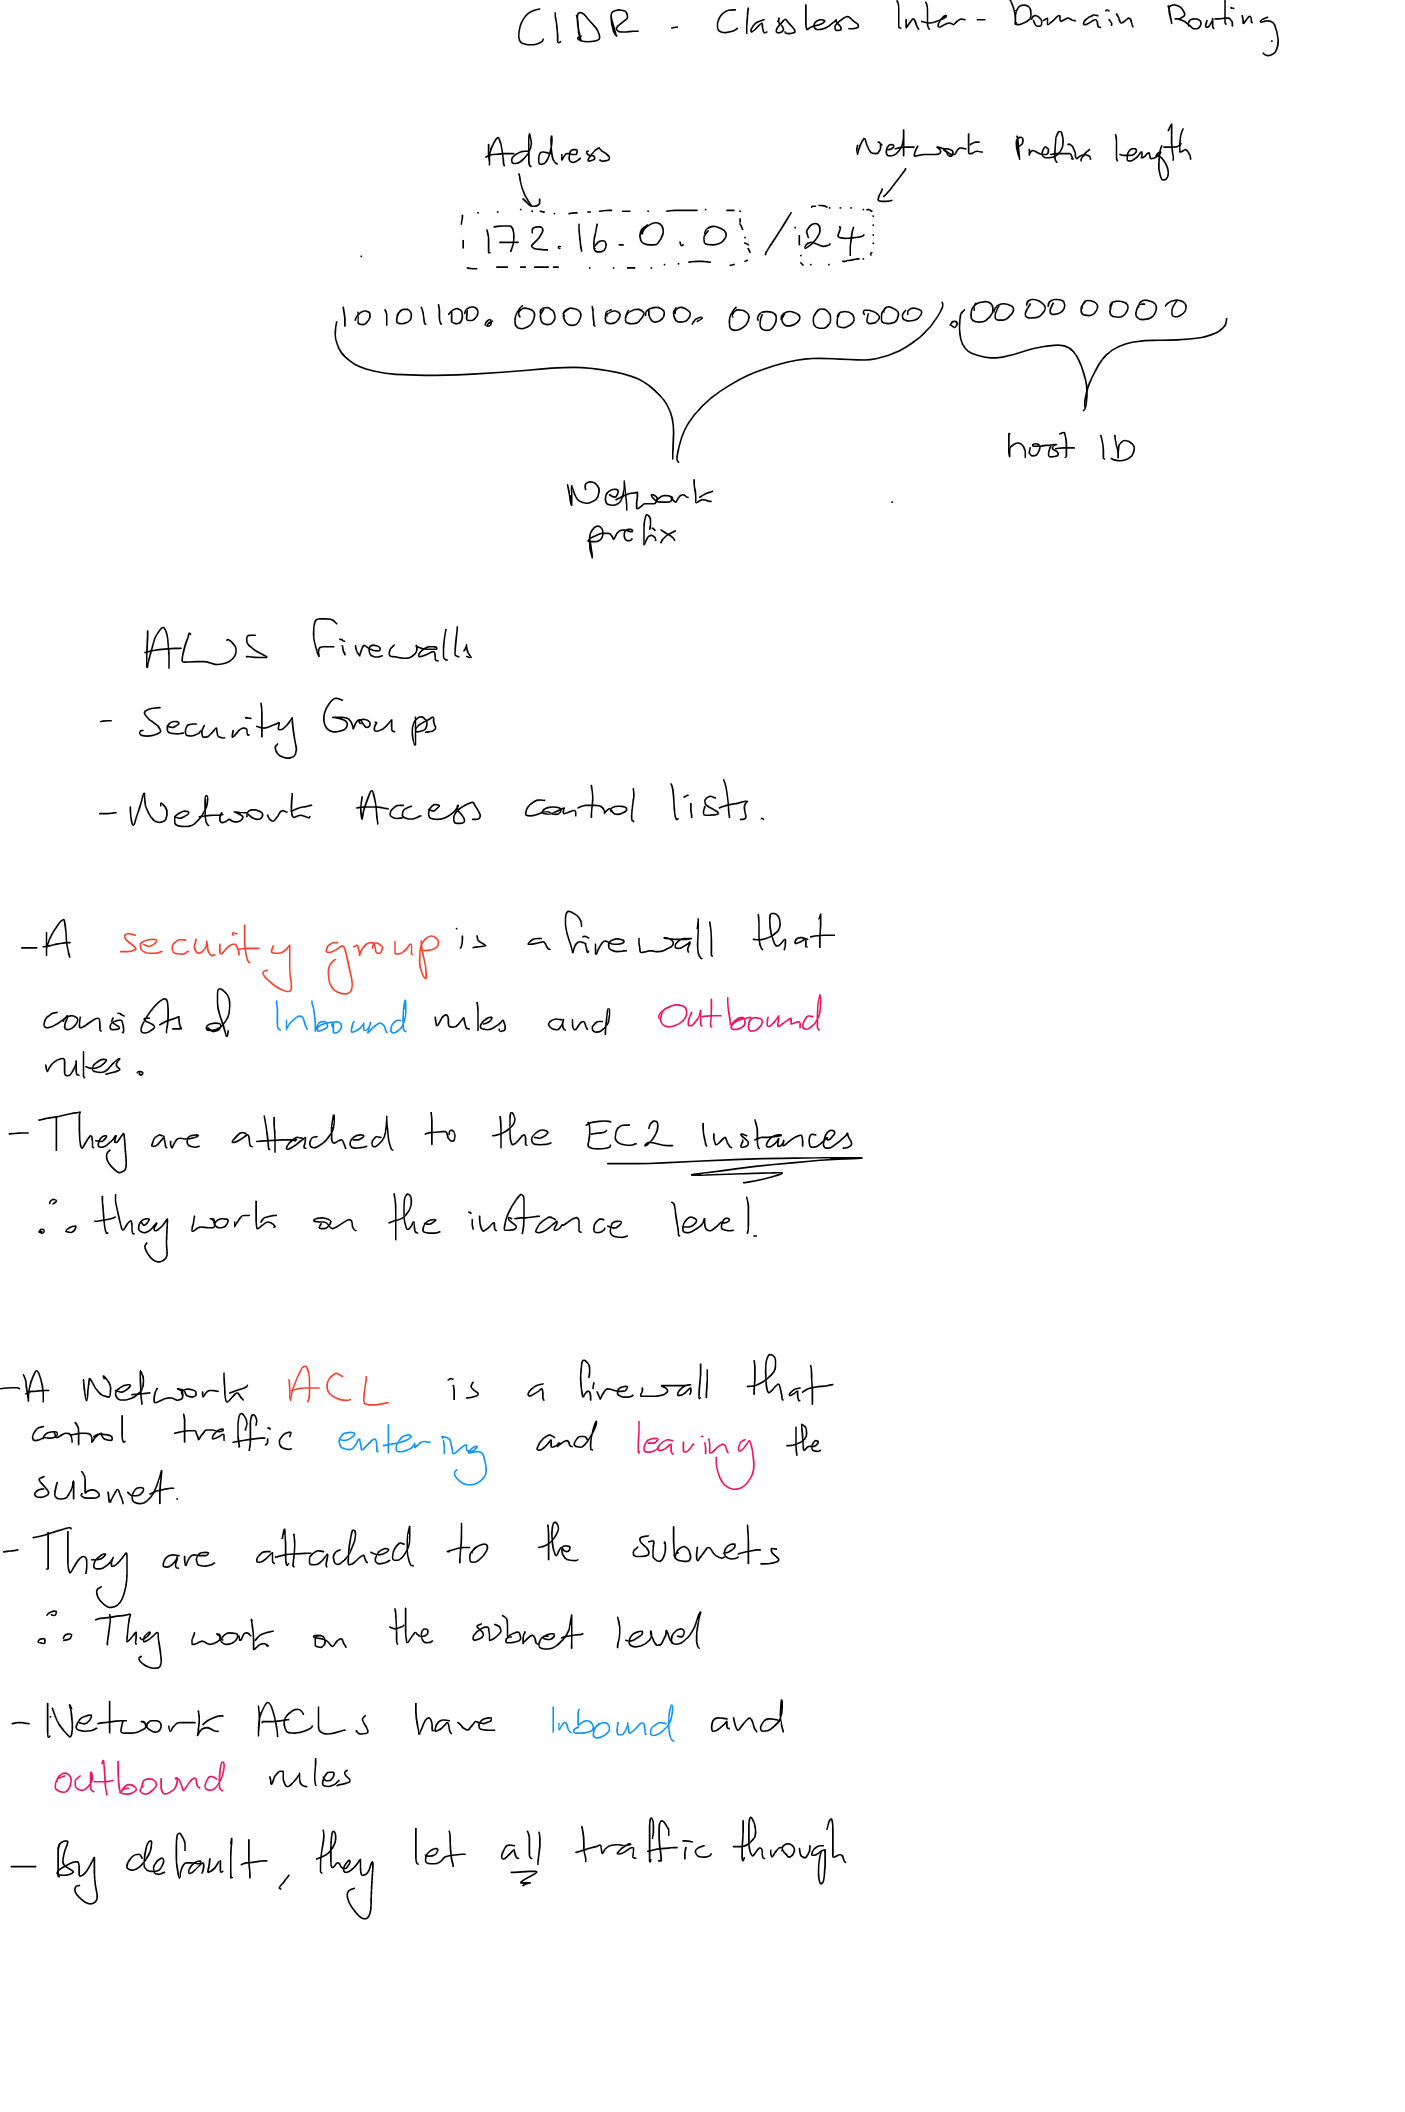 CIDR - Classless Inter-Domain Routing
Address
Network Prefix length
172.16.0.0/24
10101100.00010000.00000000.00000000
host ID
Network
prefix
AWS Firewalls
- Security Groups
- Network Access control lists.
- A security group is a firewall that
consists of Inbound rules and Outbound
rules.
- They are attached to the EC2 Instances
∴ they work on the instance level.
- A Network ACL is a firewall that
control traffic entering and leaving the
subnet.
- They are attached to the subnets
∴ They work on the subnet level
- Network ACLs have Inbound and
outbound rules
- By default, they let all traffic through